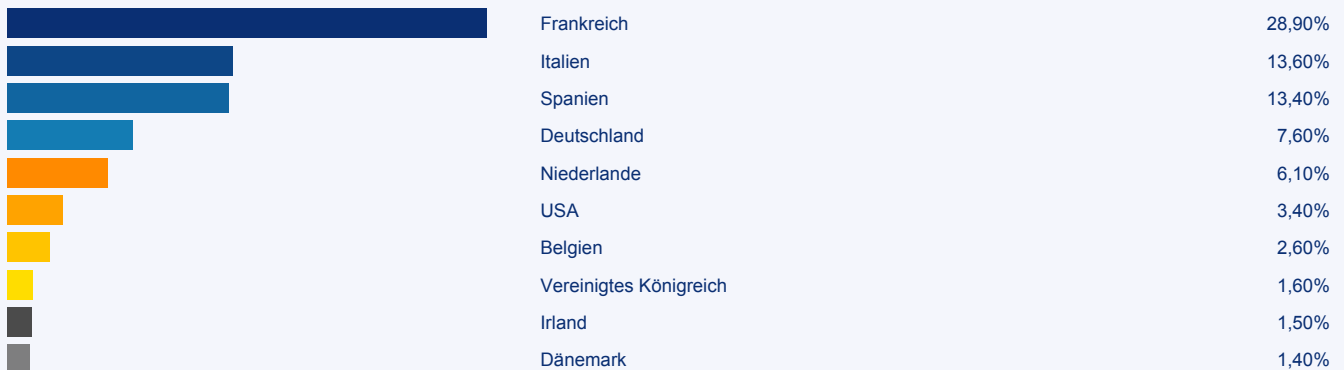 Frankreich 28,90%
Italien 13,60%
Spanien 13,40%
Deutschland 7,60%
Niederlande 6,10%
USA 3,40%
Belgien 2,60%
Vereinigtes Königreich 1,60%
Irland 1,50%
Dänemark 1,40%